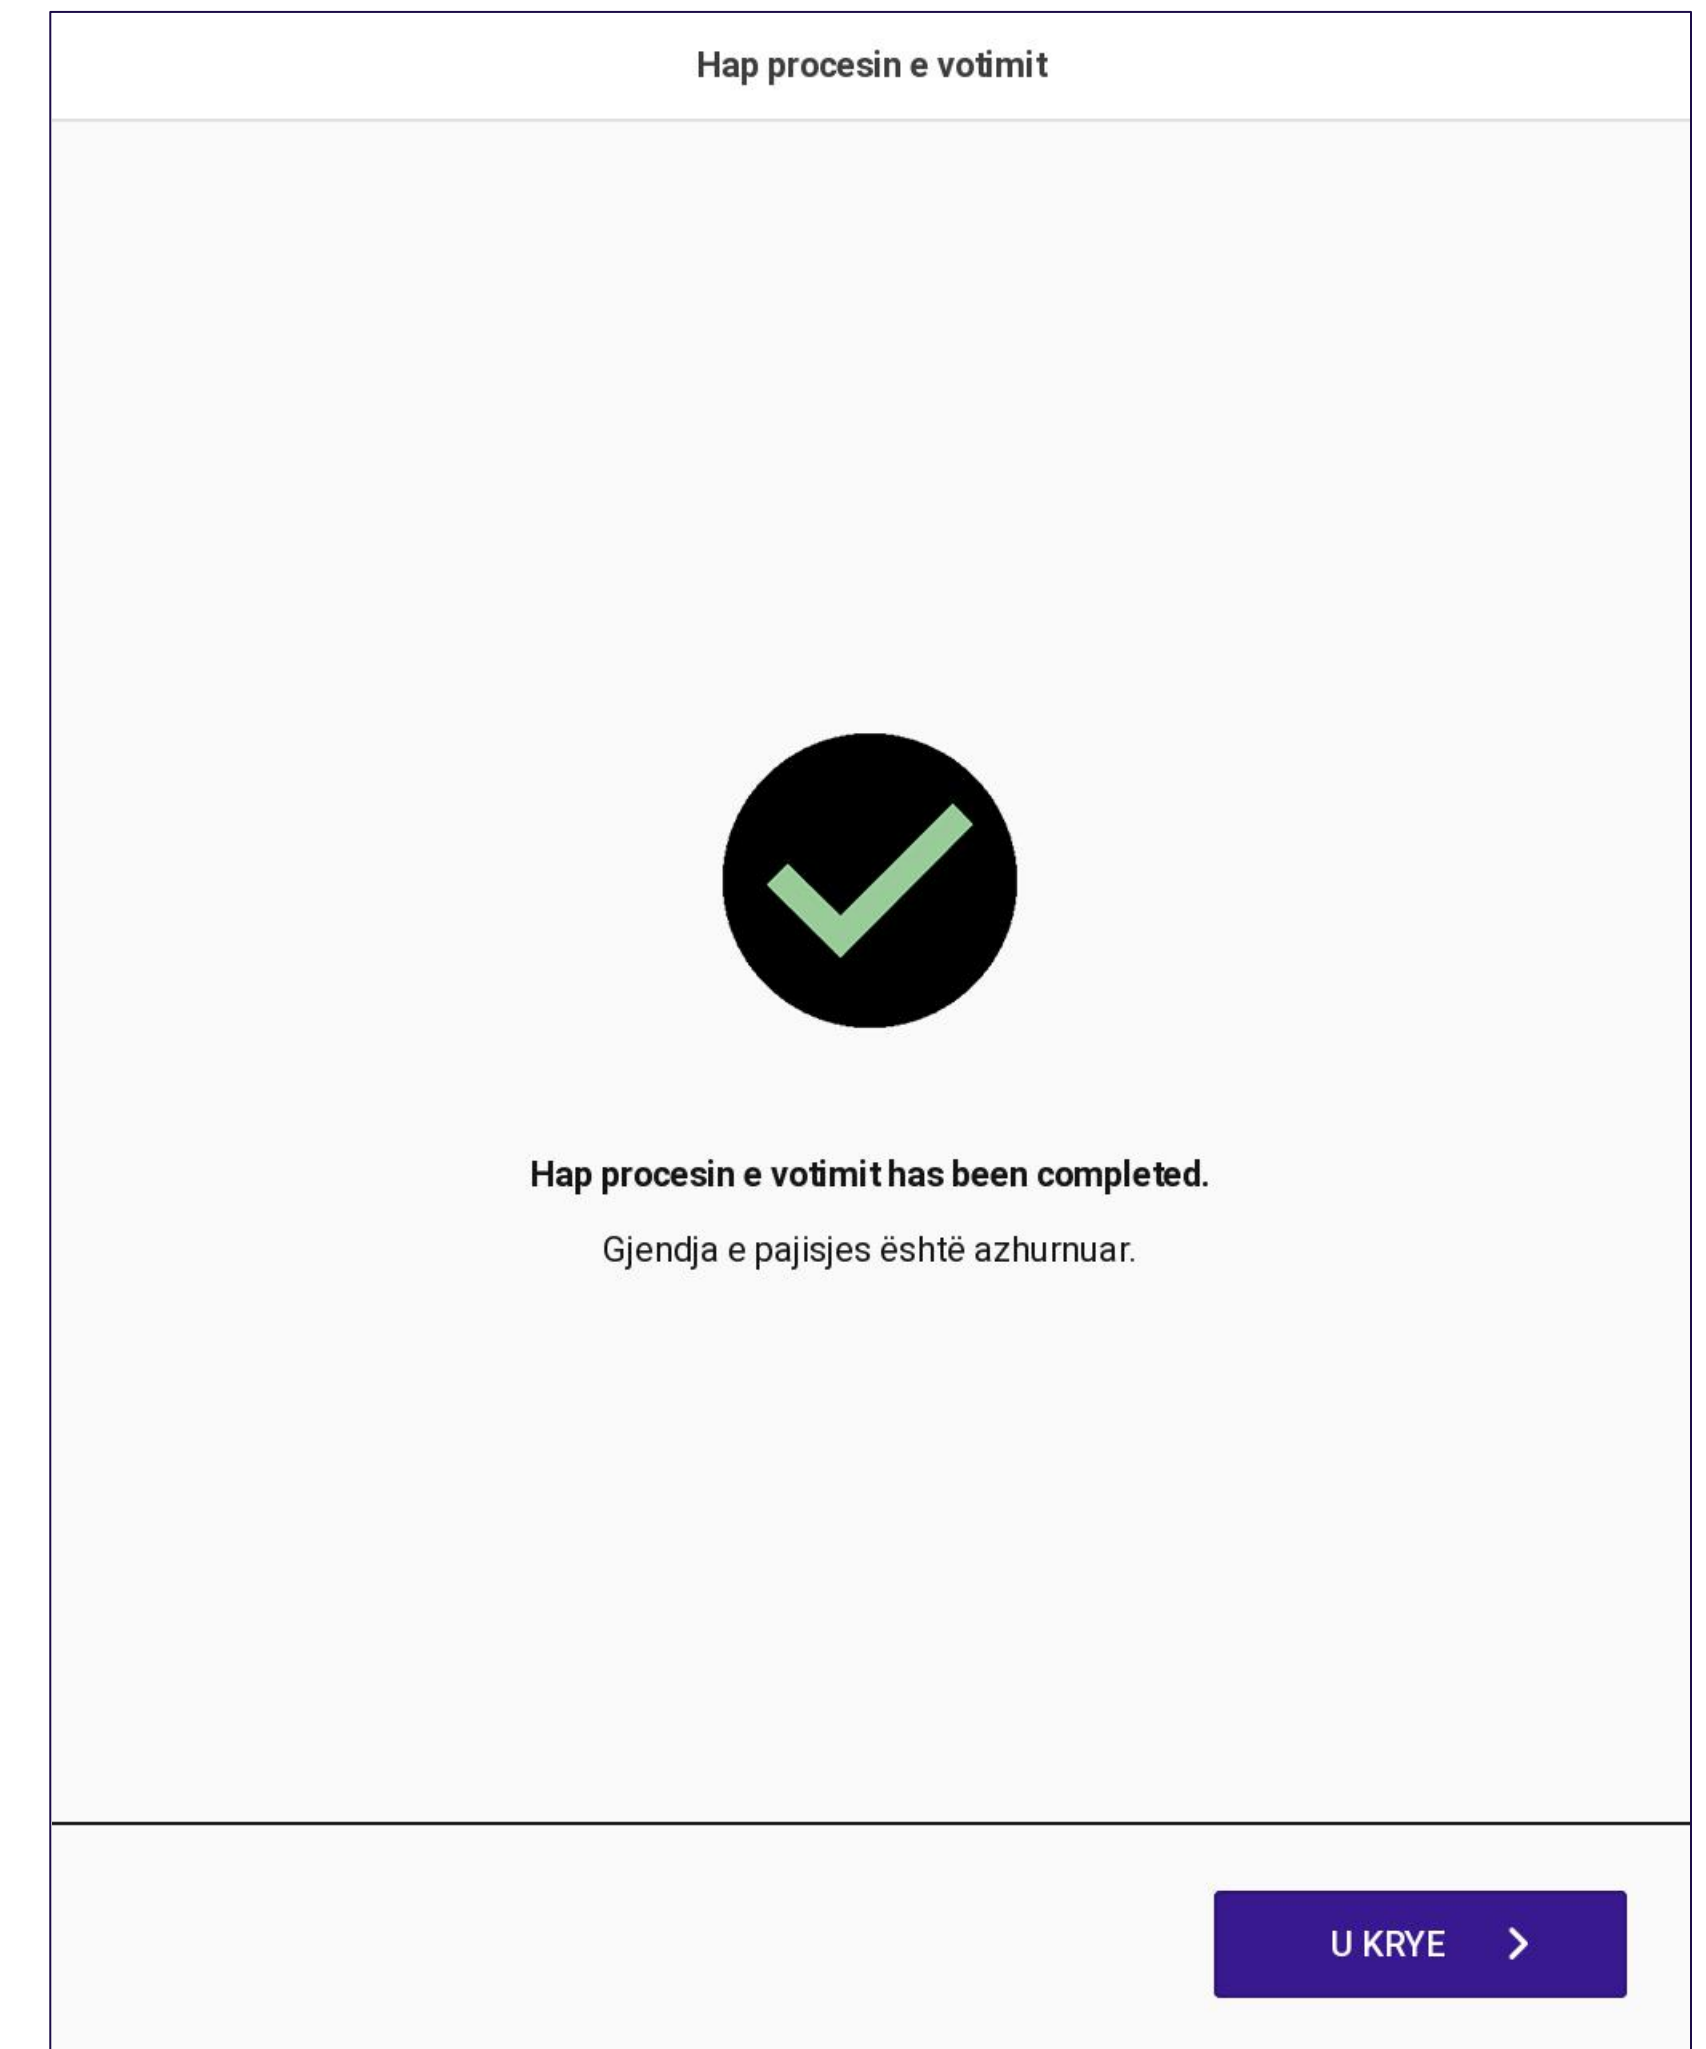 Hap procesin e votimit
Hap procesin e votimit has been completed.
Gjendja e pajisjes është azhurnuar.
U KRYE